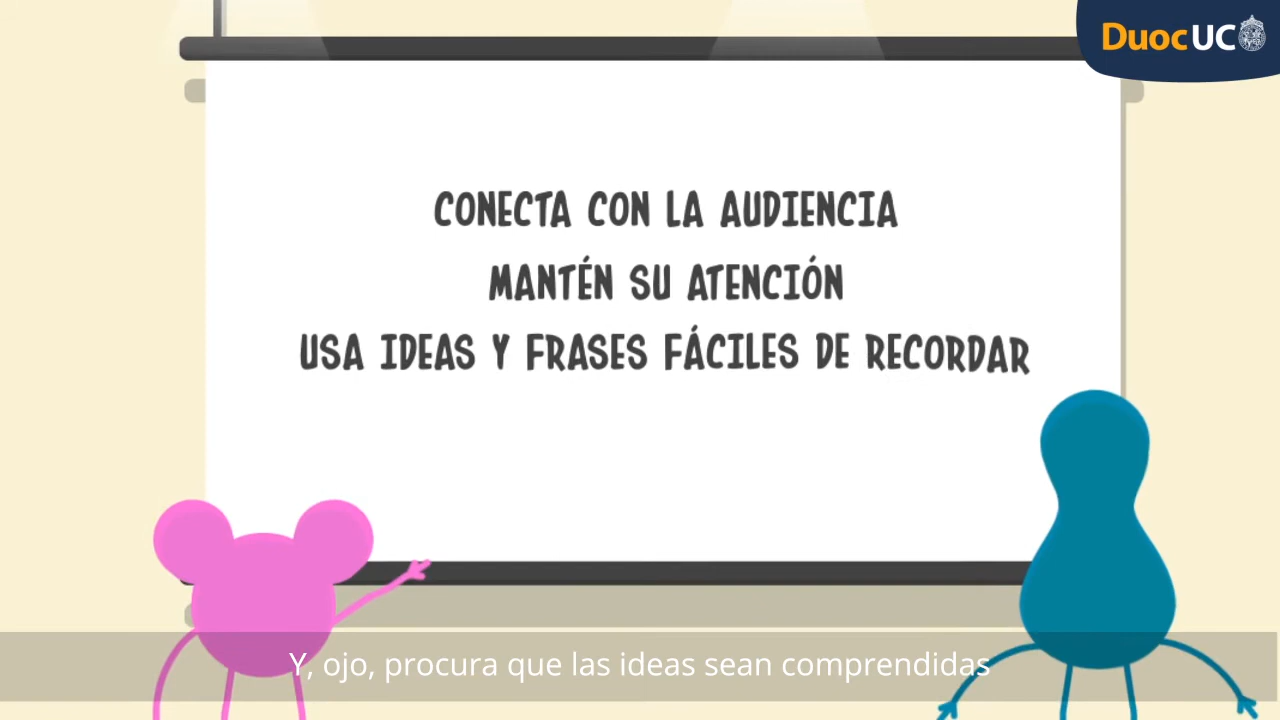 DuocUC
CONECTA CON LA AUDIENCIA
MANTÉN SU ATENCIÓN
USA IDEAS Y FRASES FÁCILES DE RECORDAR
Y, ojo, procura que las ideas sean comprendidas